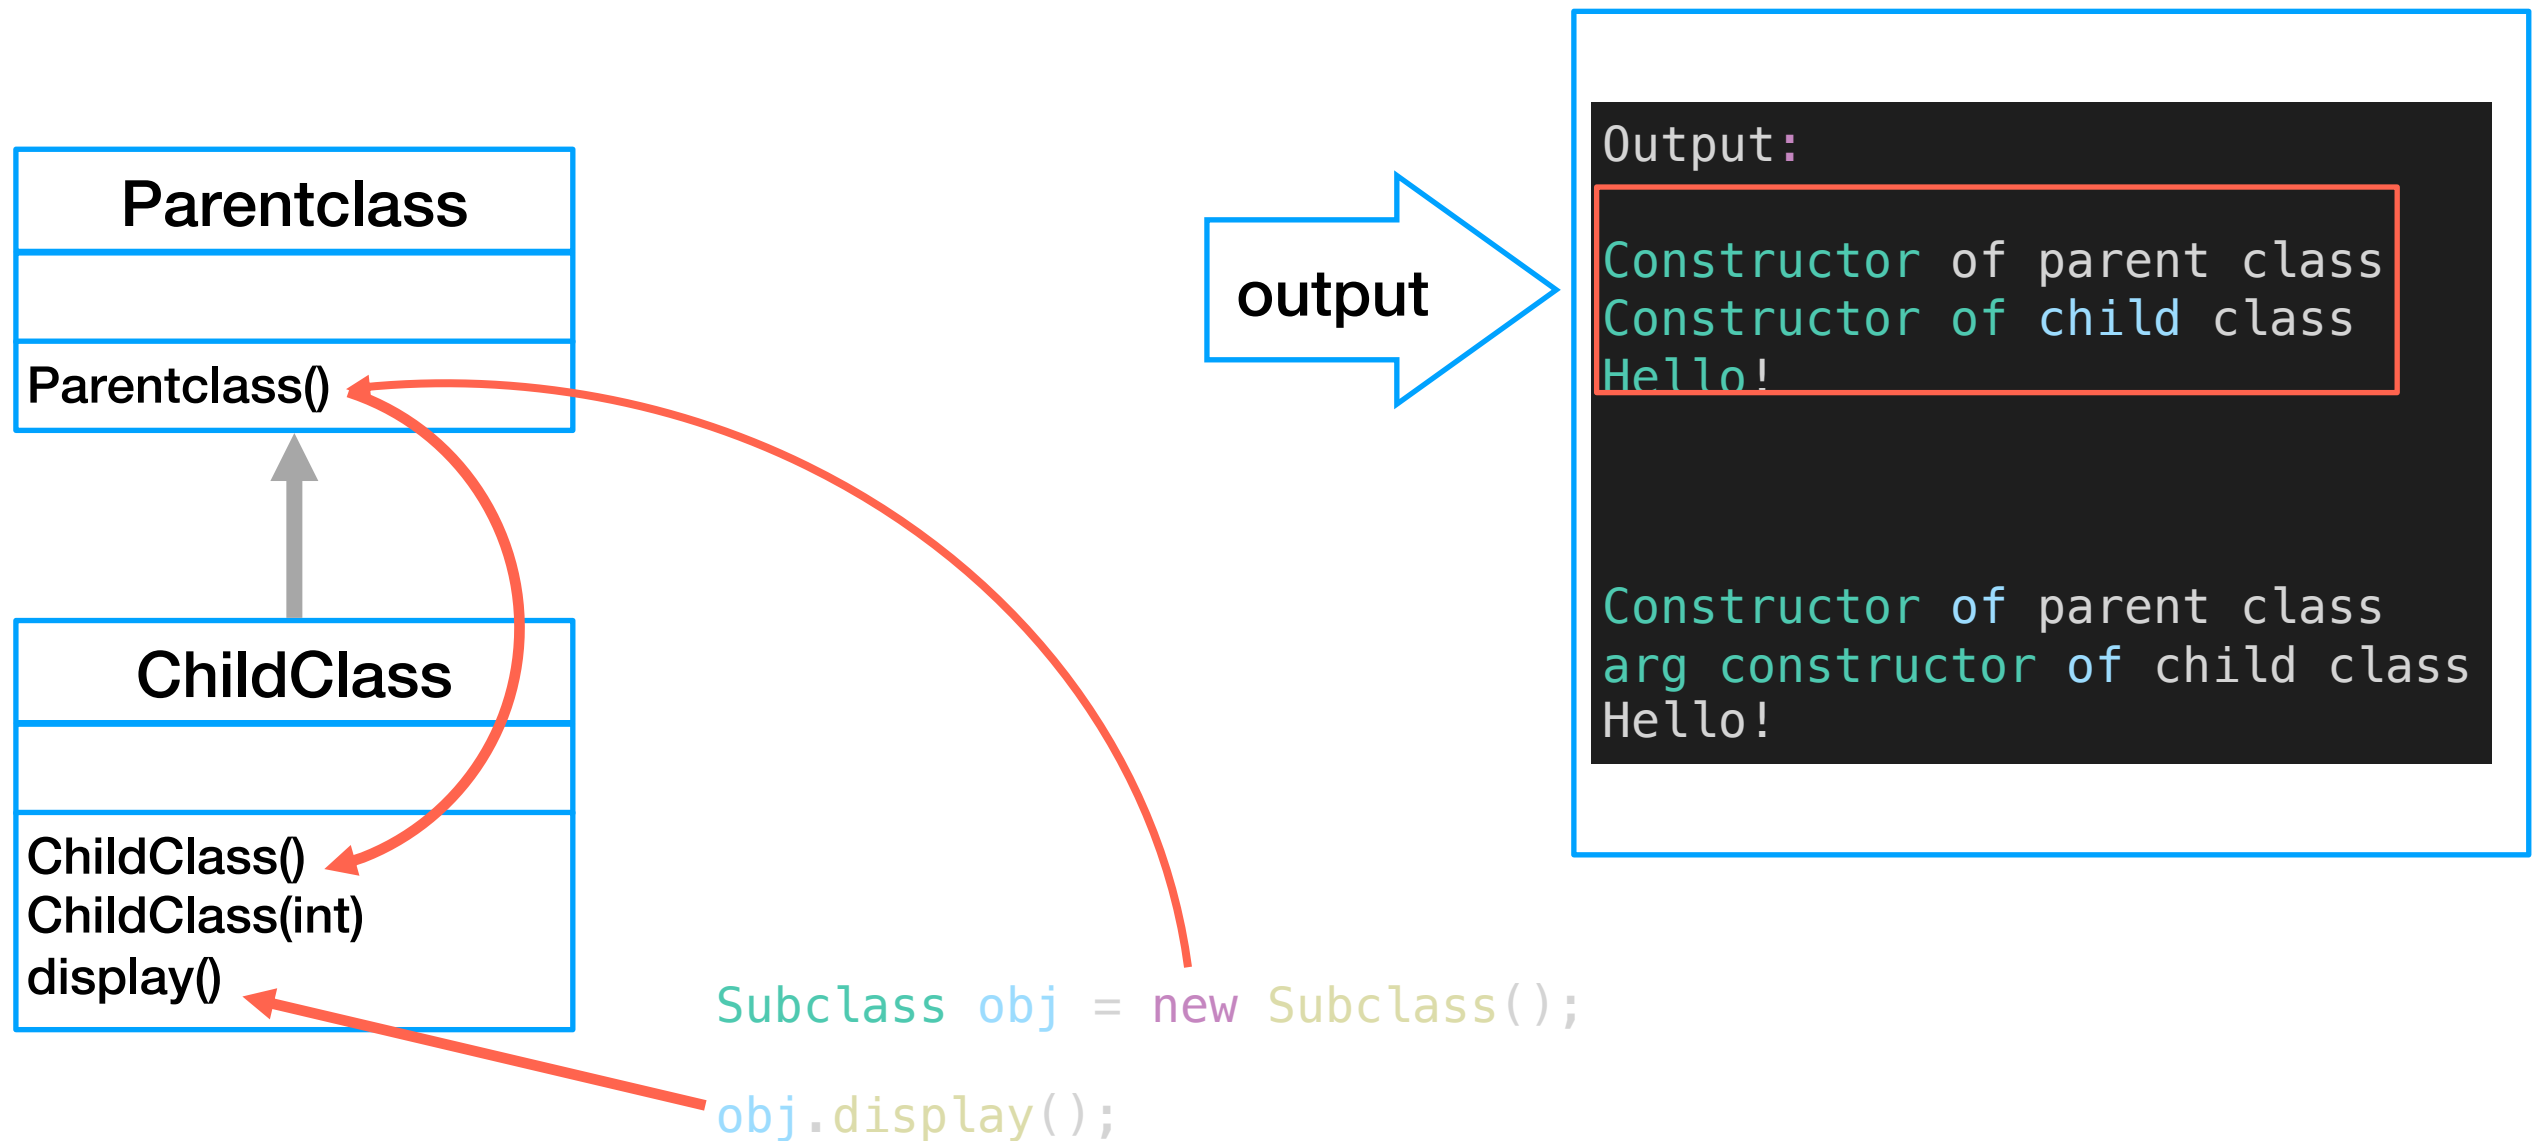 Parentclass
Parentclass()
ChildClass
ChildClass()
ChildClass(int)
display()
Subclass obj = new Subclass();
obj.display();
output
Output:
Constructor of parent class
Constructor of child class
Hello!
Constructor of parent class
arg constructor of child class
Hello!